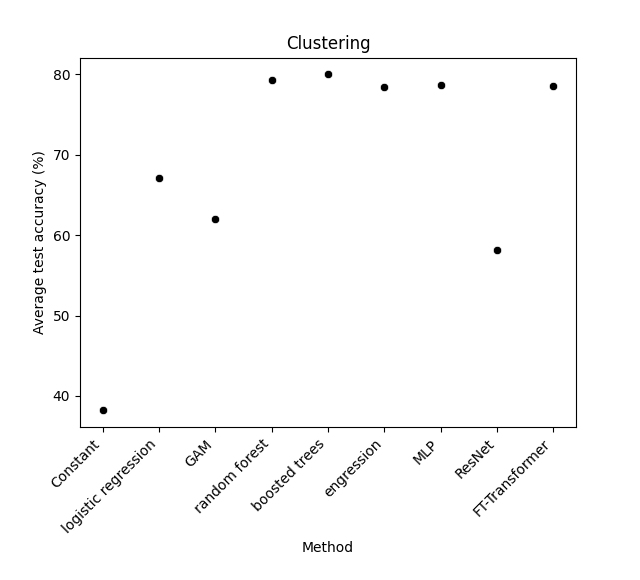 Clustering
Average test accuracy (%)
80
70
60
50
40
Constant
logistic regression
GAM
random forest
boosted trees
engression
MLP
ResNet
FT-Transformer
Method